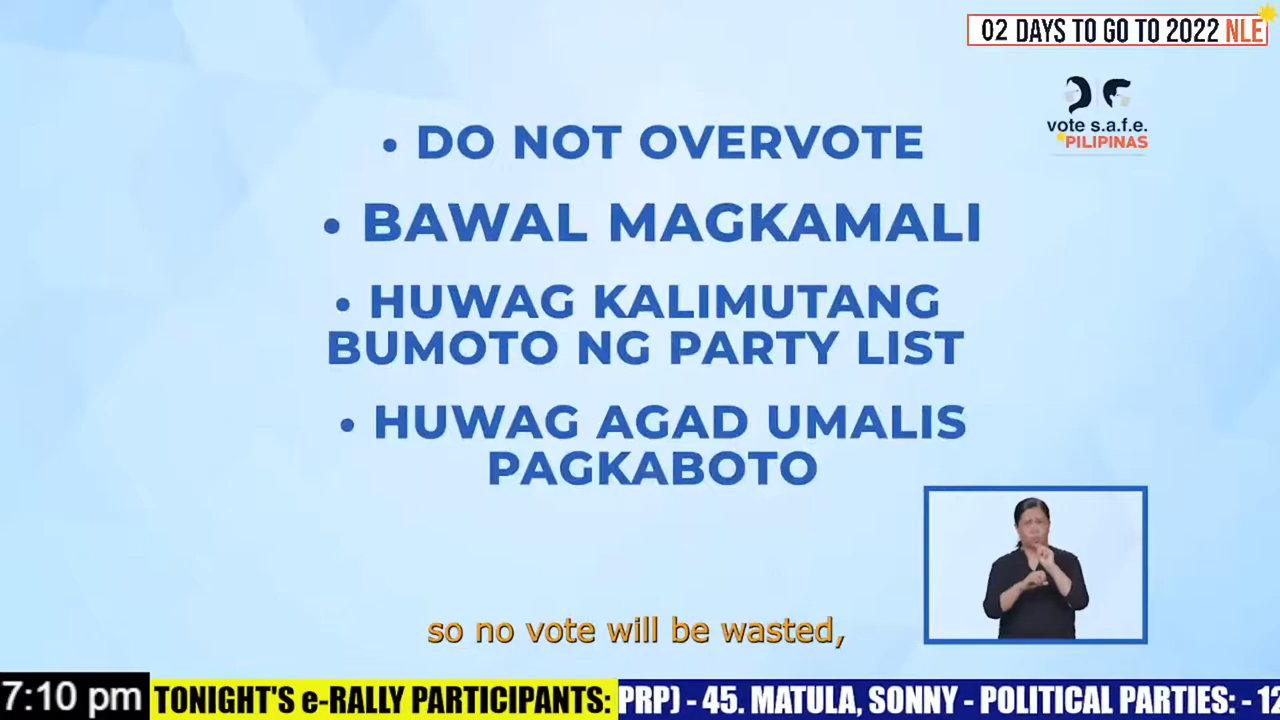 02 DAYS TO GO TO 2022 NLE
vote s.a.f.e.
PILIPINAS
• DO NOT OVERVOTE
• BAWAL MAGKAMALI
• HUWAG KALIMUTANG
BUMOTO NG PARTY LIST
• HUWAG AGAD UMALIS
PAGKABOTO
so no vote will be wasted,
7:10 pm TONIGHT'S e-RALLY PARTICIPANTS: PRP) - 45. MATULA, SONNY - POLITICAL PARTIES: - 12